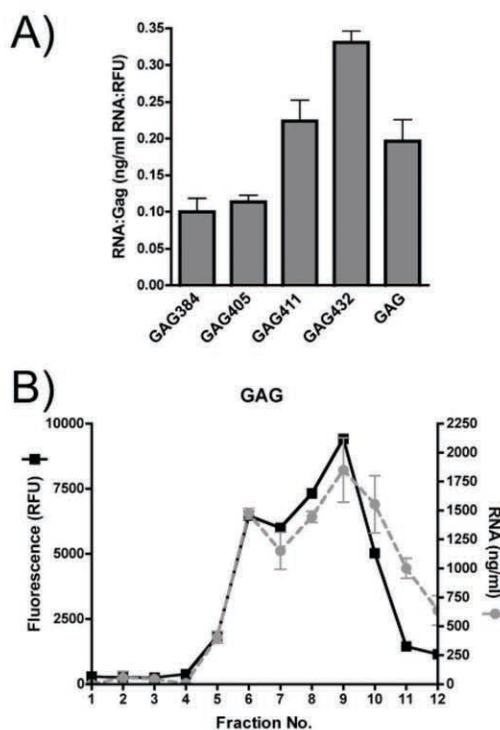 A)
RNA:Gag (ng/ml RNA:RFU)
0.35
0.30
0.25
0.20
0.15
0.10
0.05
0.00
GAG384
GAG405
GAG411
GAG432
GAG
B)
GAG
Fluorescence (RFU)
10000
7500
5000
2500
0
2250
2000
1750
1500
1250
1000
750
500
250
0
RNA (ng/ml)
1 2 3 4 5 6 7 8 9 10 11 12
Fraction No.